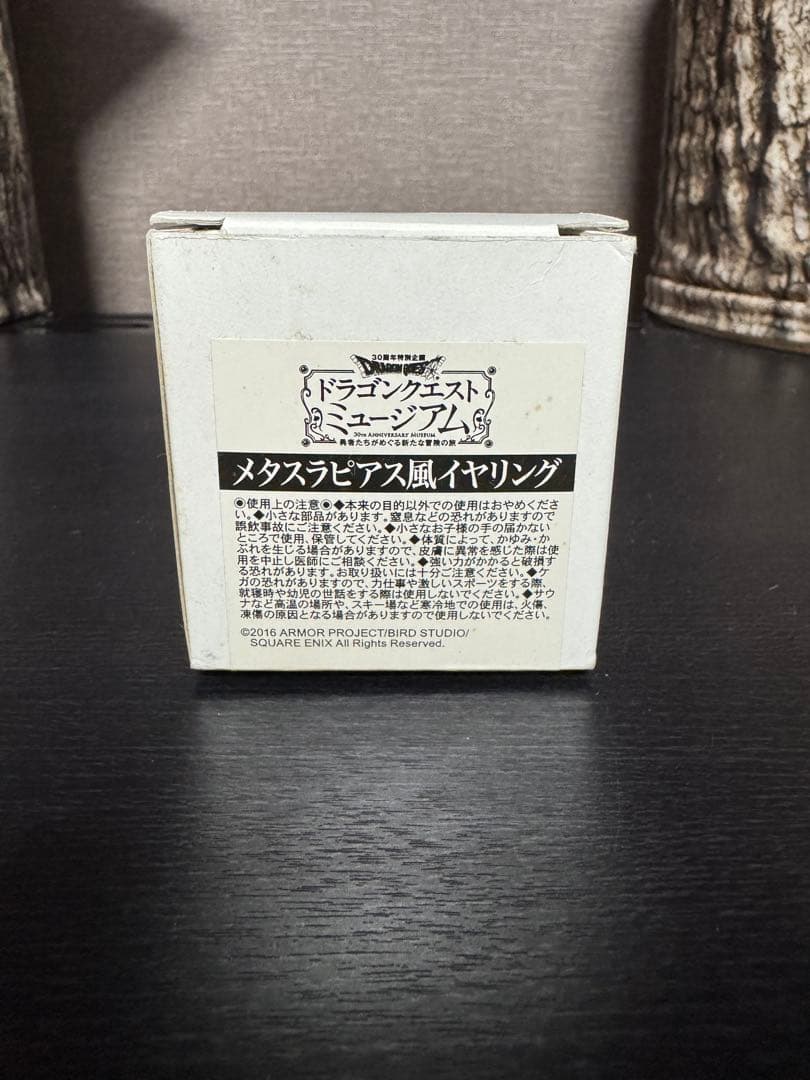 30周年特別企画
DRAGON QUEST
ドラゴンクエスト
ミュージアム
30TH ANNIVERSARY MUSEUM
勇者たちがめぐる新たな冒険の旅
メタスラピアス風イヤリング
◉使用上の注意◉◆本来の目的以外での使用はおやめくださ
い。◆小さな部品があります。窒息などの恐れがありますので
誤飲事故にご注意ください。◆小さなお子様の手の届かない
ところで使用、保管してください。◆体質によって、かゆみ・か
ぶれを生じる場合がありますので、皮膚に異常を感じた際は使
用を中止し医師にご相談ください。◆強い力がかかると破損す
る恐れがあります。お取り扱いには十分ご注意ください。◆ケ
ガの恐れがありますので、力仕事や激しいスポーツをする際、
就寝時や幼児の世話をする際は使用しないでください。◆サウ
ナなど高温の場所や、スキー場など寒冷地での使用は、火傷、
凍傷の原因となる場合がありますので使用しないでください。
©2016 ARMOR PROJECT/BIRD STUDIO/
SQUARE ENIX All Rights Reserved.